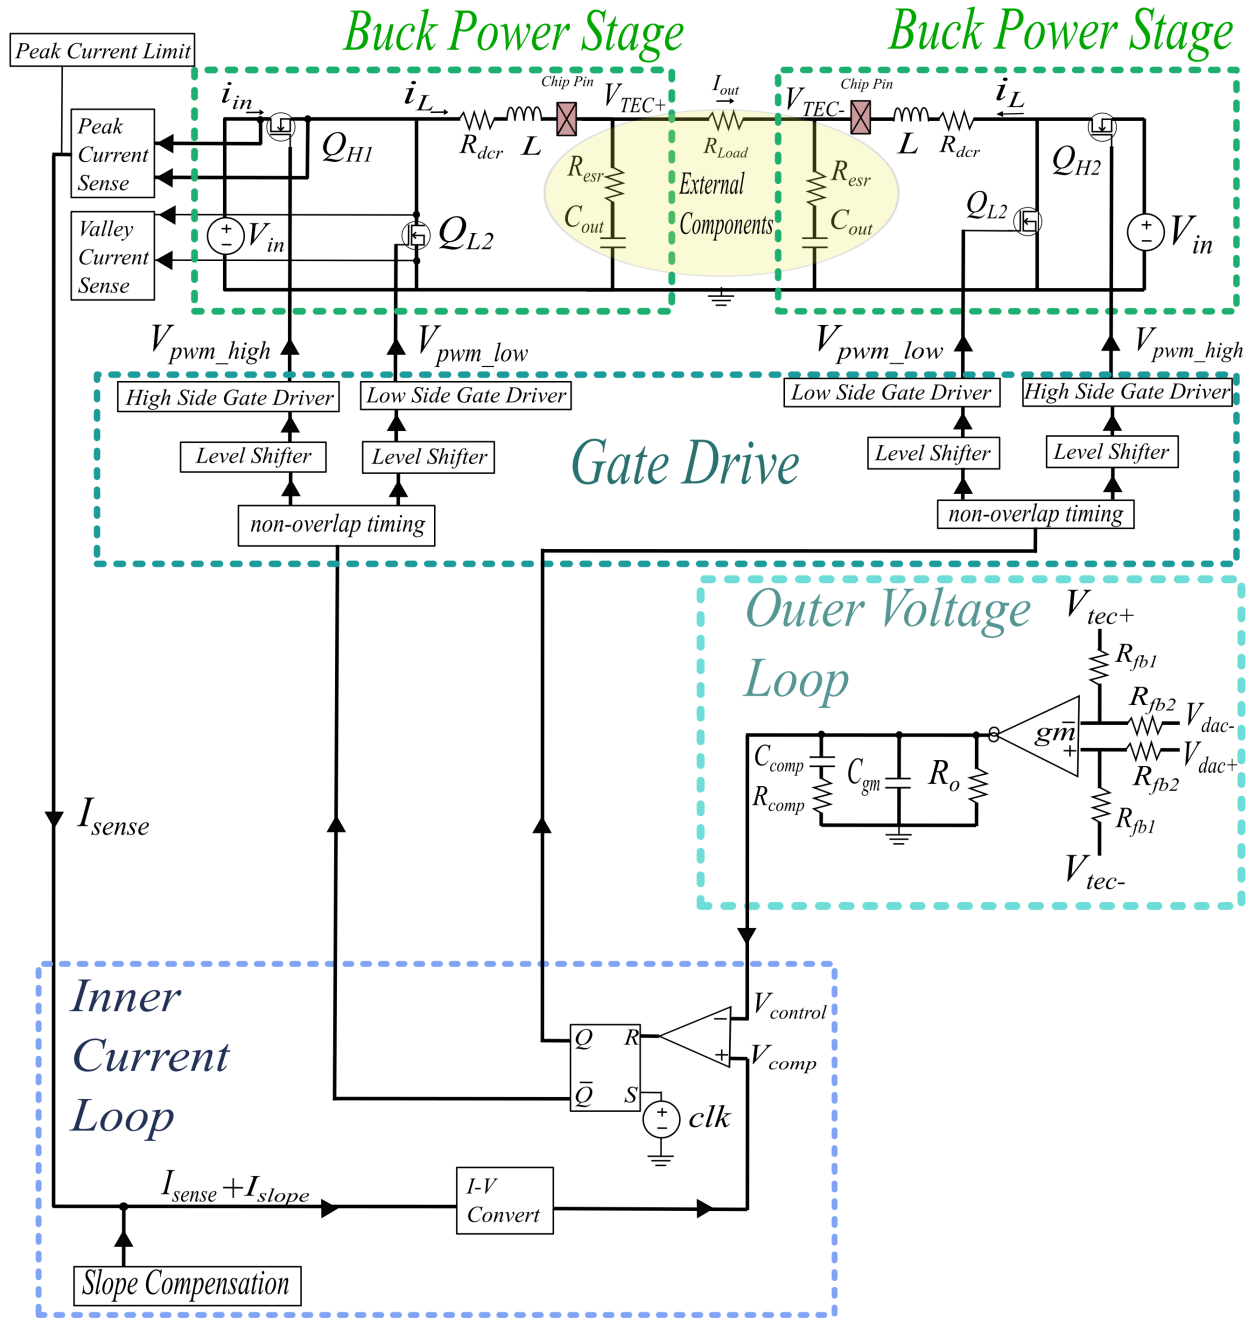 Buck Power Stage
Buck Power Stage
Peak Current Limit
Peak
Current
Sense
Valley
Current
Sense
i_in
Q_H1
i_L
R_dcr
L
Chip Pin
V_TEC+
I_out
R_Load
V_TEC-
Chip Pin
L
R_dcr
i_L
Q_H2
V_in
+
−
Q_L2
R_esr
C_out
External
Components
R_esr
C_out
Q_L2
+
−
V_in
V_pwm_high
V_pwm_low
V_pwm_low
V_pwm_high
High Side Gate Driver
Low Side Gate Driver
Low Side Gate Driver
High Side Gate Driver
Level Shifter
Level Shifter
Level Shifter
Level Shifter
Gate Drive
non-overlap timing
non-overlap timing
Outer Voltage
Loop
V_tec+
R_fb1
R_fb2
V_dac-
gm
−
+
V_dac+
R_fb2
R_fb1
V_tec-
C_comp
R_comp
C_gm
R_o
I_sense
Inner
Current
Loop
V_control
−
+
V_comp
Q
R
Q̅
S
+
−
clk
I_sense+I_slope
I-V
Convert
Slope Compensation